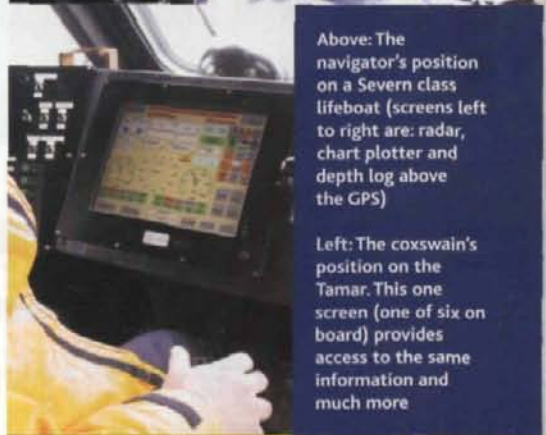 Above: The
navigator's position
on a Severn class
lifeboat (screens left
to right are: radar,
chart plotter and
depth log above
the GPS)
Left: The coxswain's
position on the
Tamar. This one
screen (one of six on
board) provides
access to the same
information and
much more